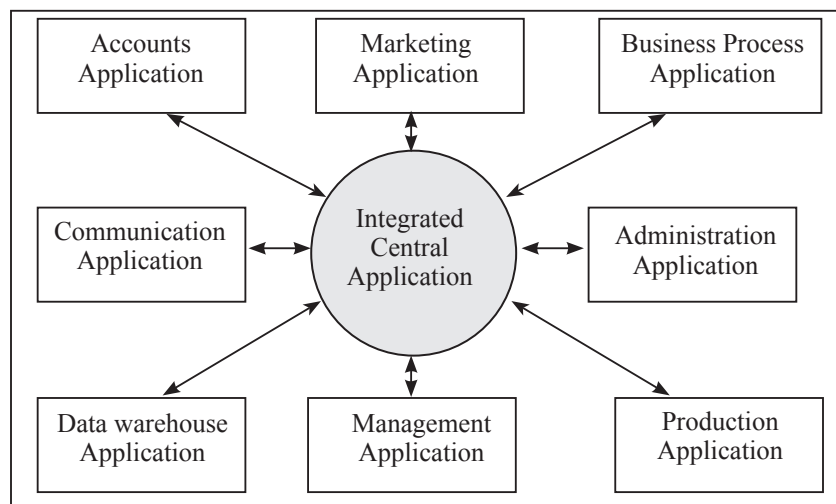 Accounts
Application
Marketing
Application
Business Process
Application
Communication
Application
Integrated
Central
Application
Administration
Application
Data warehouse
Application
Management
Application
Production
Application